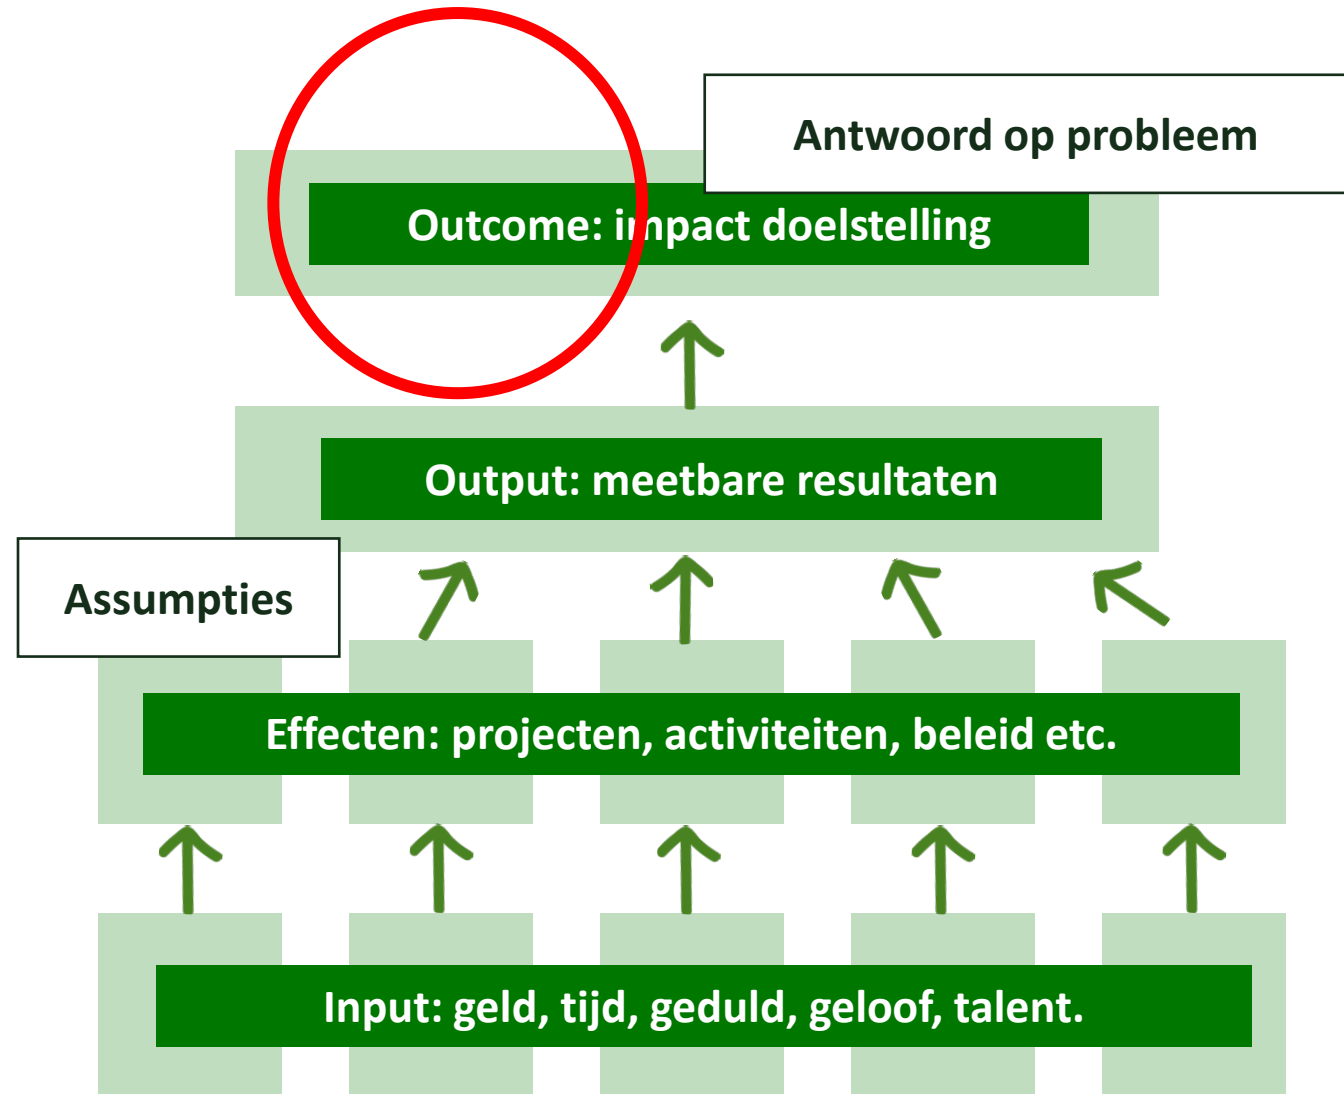 Antwoord op probleem
Outcome: impact doelstelling
Output: meetbare resultaten
Assumpties
Effecten: projecten, activiteiten, beleid etc.
Input: geld, tijd, geduld, geloof, talent.